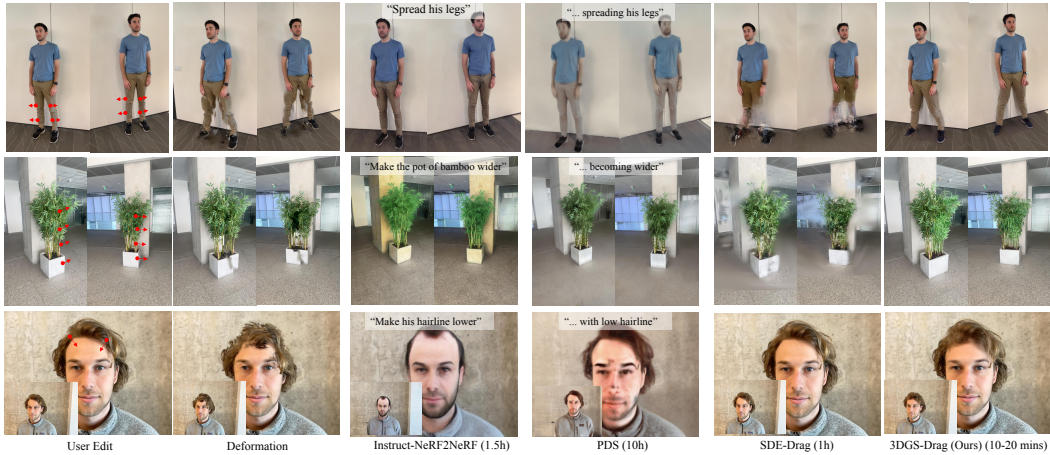 “Spread his legs”
“... spreading his legs”
“Make the pot of bamboo wider”
“... becoming wider”
“Make his hairline lower”
“... with low hairline”
User Edit
Deformation
Instruct-NeRF2NeRF (1.5h)
PDS (10h)
SDE-Drag (1h)
3DGS-Drag (Ours) (10-20 mins)